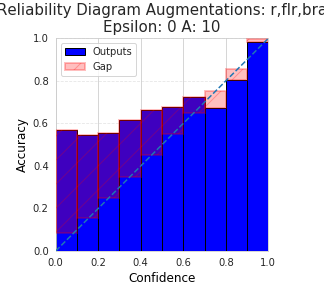 Reliability Diagram Augmentations: r,flr,bra
Epsilon: 0 A: 10
1.0
0.8
0.6
0.4
0.2
0.0
Outputs
Gap
Accuracy
0.0 0.2 0.4 0.6 0.8 1.0
Confidence